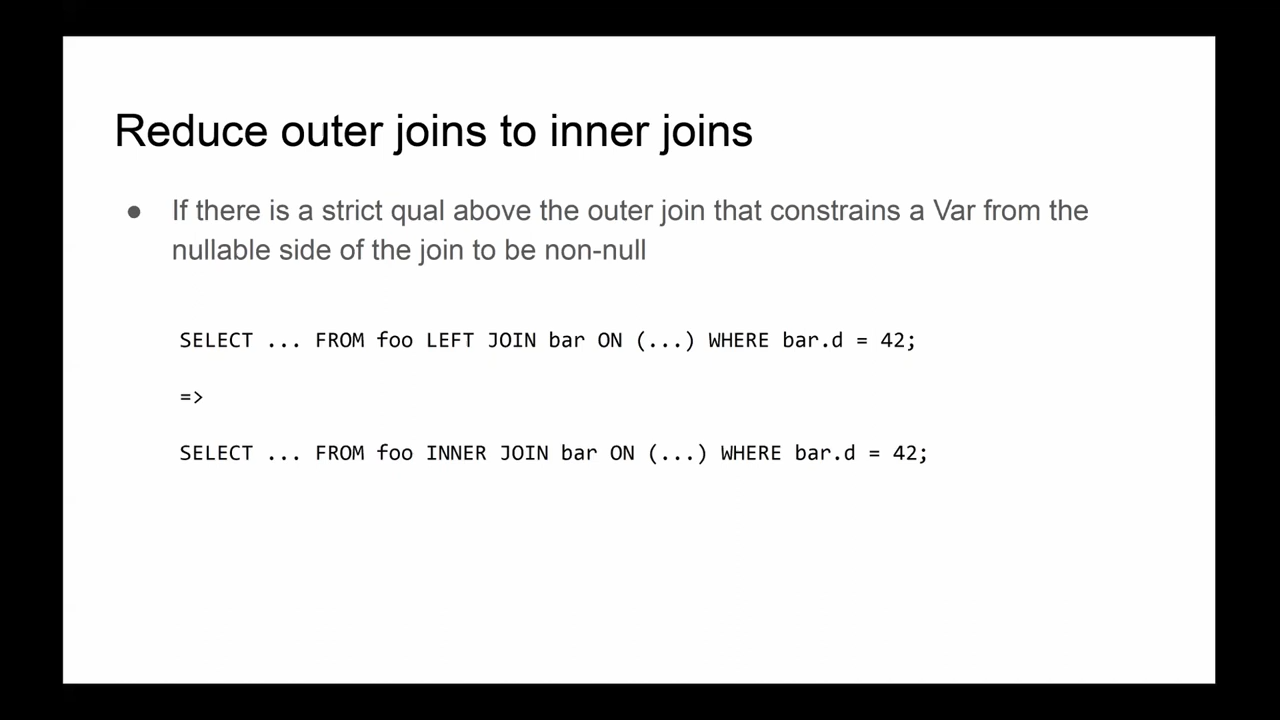 Reduce outer joins to inner joins
● If there is a strict qual above the outer join that constrains a Var from the
nullable side of the join to be non-null
SELECT ... FROM foo LEFT JOIN bar ON (...) WHERE bar.d = 42;
=>
SELECT ... FROM foo INNER JOIN bar ON (...) WHERE bar.d = 42;